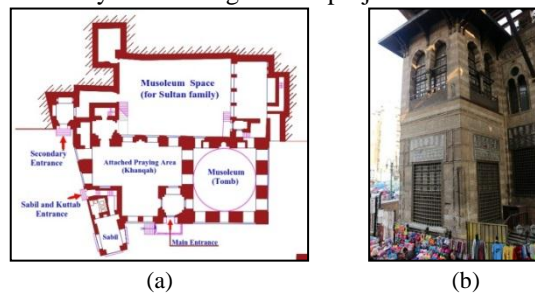 Musoleum Space
(for Sultan family)
Secondary
Entrance
Attached Praying Area
(Khanqah)
Musoleum
(Tomb)
Sabil and Kuttab
Entrance
Sabil
Main Entrance
(a)
(b)